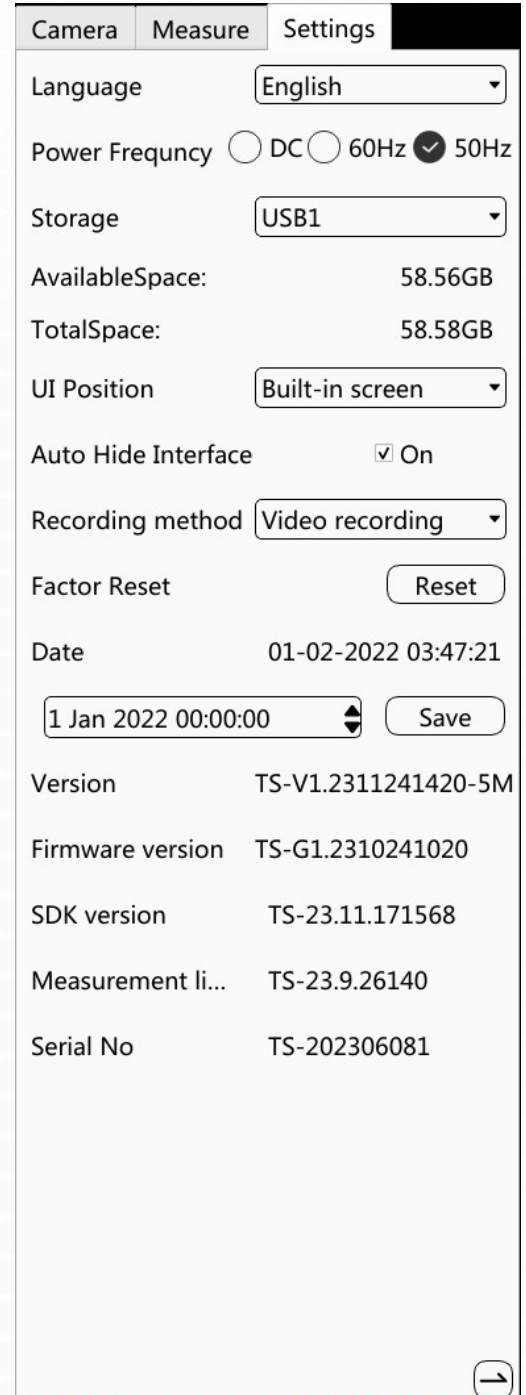 Camera Measure Settings
Language English
Power Frequncy DC 60Hz 50Hz
Storage USB1
AvailableSpace: 58.56GB
TotalSpace: 58.58GB
UI Position Built-in screen
Auto Hide Interface On
Recording method Video recording
Factor Reset Reset
Date 01-02-2022 03:47:21
1 Jan 2022 00:00:00 Save
Version TS-V1.2311241420-5M
Firmware version TS-G1.2310241020
SDK version TS-23.11.171568
Measurement li... TS-23.9.26140
Serial No TS-202306081